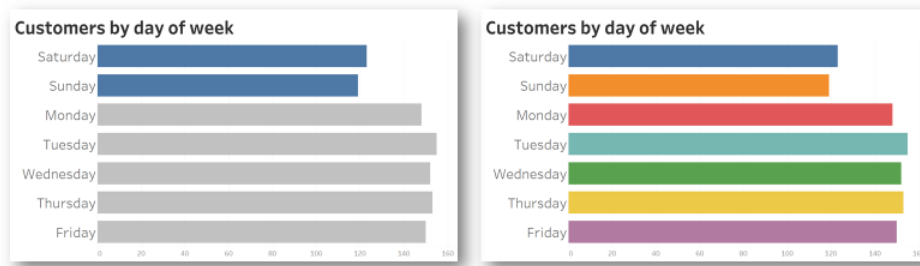 Customers by day of week
Saturday
Sunday
Monday
Tuesday
Wednesday
Thursday
Friday
0 20 40 60 80 100 120 140 160
Customers by day of week
Saturday
Sunday
Monday
Tuesday
Wednesday
Thursday
Friday
0 20 40 60 80 100 120 140